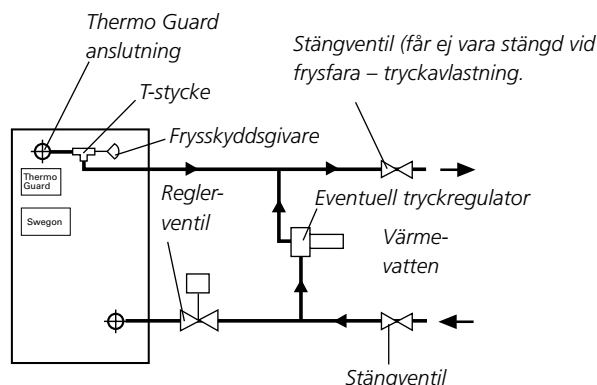 Thermo Guard
anslutning
Stängventil (får ej vara stängd vid
frysfara – tryckavlastning.
T-stycke
Frysskyddsgivare
Thermo
Guard
Swegon
Regler-
ventil
Eventuell tryckregulator
Värme-
vatten
Stängventil